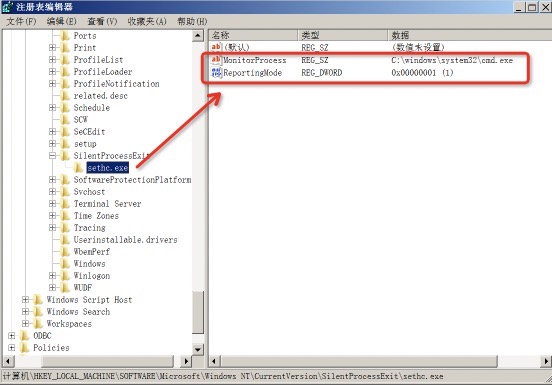 注册表编辑器
文件(F) 编辑(E) 查看(V) 收藏夹(A) 帮助(H)
Ports
Print
ProfileList
ProfileLoader
ProfileNotification
related.desc
Schedule
SCW
SeCEdit
setup
SilentProcessExit
sethc.exe
SoftwareProtectionPlatform
Svchost
Terminal Server
Time Zones
Tracing
Userinstallable.drivers
WbemPerf
Windows
Winlogon
WUDF
Windows Script Host
Windows Search
Workspaces
ODBC
Policies
名称 类型 数据
(默认) REG_SZ (数值未设置)
MonitorProcess REG_SZ C:\windows\system32\cmd.exe
ReportingMode REG_DWORD 0x00000001 (1)
计算机\HKEY_LOCAL_MACHINE\SOFTWARE\Microsoft\Windows NT\CurrentVersion\SilentProcessExit\sethc.exe